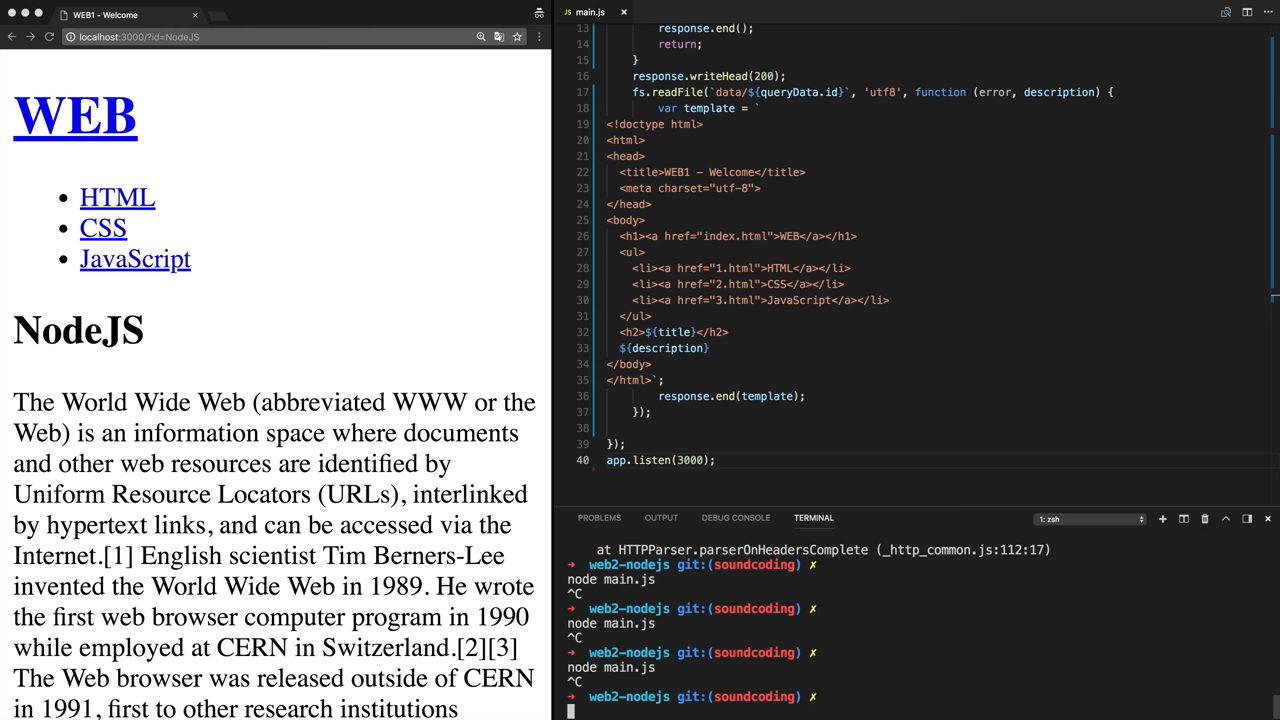 WEB1 - Welcome
localhost:3000/?id=NodeJS
WEB
HTML
CSS
JavaScript
NodeJS
The World Wide Web (abbreviated WWW or the
Web) is an information space where documents
and other web resources are identified by
Uniform Resource Locators (URLs), interlinked
by hypertext links, and can be accessed via the
Internet.[1] English scientist Tim Berners-Lee
invented the World Wide Web in 1989. He wrote
the first web browser computer program in 1990
while employed at CERN in Switzerland.[2][3]
The Web browser was released outside of CERN
in 1991, first to other research institutions
JS main.js
13 response.end();
14 return;
15 }
16 response.writeHead(200);
17 fs.readFile(`data/${queryData.id}`, 'utf8', function (error, description) {
18 var template = `
19 <!doctype html>
20 <html>
21 <head>
22 <title>WEB1 - Welcome</title>
23 <meta charset="utf-8">
24 </head>
25 <body>
26 <h1><a href="index.html">WEB</a></h1>
27 <ul>
28 <li><a href="1.html">HTML</a></li>
29 <li><a href="2.html">CSS</a></li>
30 <li><a href="3.html">JavaScript</a></li>
31 </ul>
32 <h2>${title}</h2>
33 ${description}
34 </body>
35 </html>`;
36 response.end(template);
37 });
38
39 });
40 app.listen(3000);
PROBLEMS OUTPUT DEBUG CONSOLE TERMINAL 1: zsh
at HTTPParser.parserOnHeadersComplete (_http_common.js:112:17)
➜ web2-nodejs git:(soundcoding) ✗
node main.js
^C
➜ web2-nodejs git:(soundcoding) ✗
node main.js
^C
➜ web2-nodejs git:(soundcoding) ✗
node main.js
^C
➜ web2-nodejs git:(soundcoding) ✗